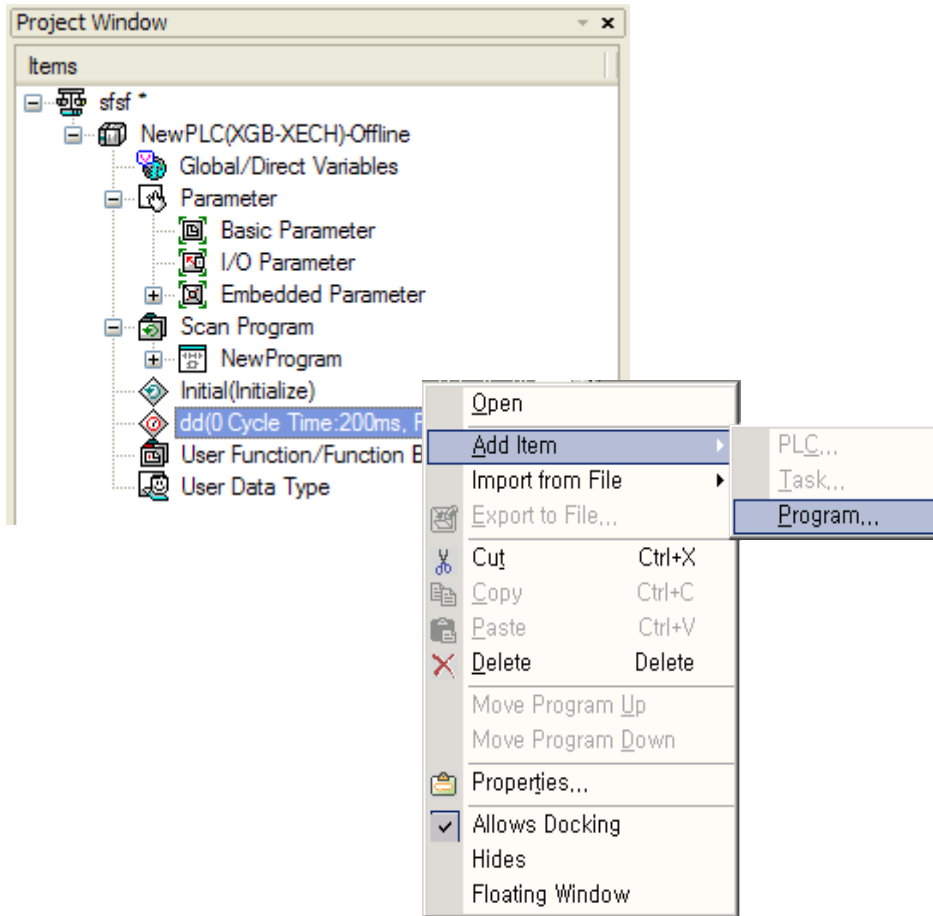 Project Window
Items
sfsf *
NewPLC(XGB-XECH)-Offline
Global/Direct Variables
Parameter
Basic Parameter
I/O Parameter
Embedded Parameter
Scan Program
NewProgram
Initial(Initialize)
dd(0 Cycle Time:200ms,
User Function/Function
User Data Type
Open
Add Item
Import from File
Export to File...
Cut Ctrl+X
Copy Ctrl+C
Paste Ctrl+V
Delete Delete
Move Program Up
Move Program Down
Properties...
Allows Docking
Hides
Floating Window
PLC...
Task...
Program...